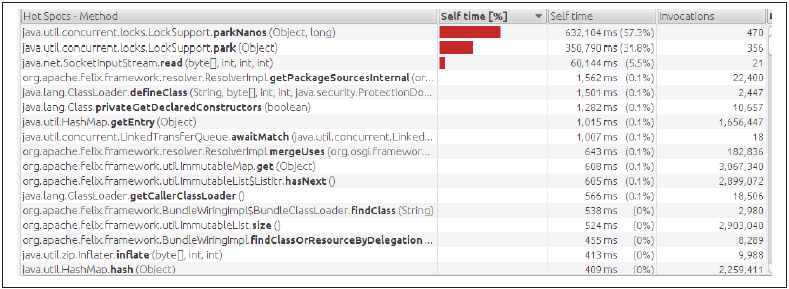 Hot Spots - Method Self time [%] Self time Invocations
java.util.concurrent.locks.LockSupport.parkNanos (Object, long) 632,104 ms (57.3%) 470
java.util.concurrent.locks.LockSupport.park (Object) 350,790 ms (31.8%) 356
java.net.SocketInputStream.read (byte[], int, int, int) 60,144 ms (5.5%) 21
org.apache.felix.framework.resolver.ResolverImpl.getPackageSourcesInternal (or... 1,562 ms (0.1%) 22,400
java.lang.ClassLoader.defineClass (String, byte[], int, int, java.security.ProtectionDo... 1,501 ms (0.1%) 2,447
java.lang.Class.privateGetDeclaredConstructors (boolean) 1,282 ms (0.1%) 10,657
java.util.HashMap.getEntry (Object) 1,015 ms (0.1%) 1,656,447
java.util.concurrent.LinkedTransferQueue.awaitMatch (java.util.concurrent.Linked... 1,007 ms (0.1%) 18
org.apache.felix.framework.resolver.ResolverImpl.mergeUses (org.osgi.framewor... 643 ms (0.1%) 182,836
org.apache.felix.framework.util.ImmutableMap.get (Object) 608 ms (0.1%) 3,067,340
org.apache.felix.framework.util.ImmutableList$ListItr.hasNext () 605 ms (0.1%) 2,899,072
java.lang.ClassLoader.getCallerClassLoader () 566 ms (0.1%) 18,506
org.apache.felix.framework.BundleWiringImpl$BundleClassLoader.findClass (String) 538 ms (0%) 2,980
org.apache.felix.framework.util.ImmutableList.size () 524 ms (0%) 2,903,040
org.apache.felix.framework.BundleWiringImpl.findClassOrResourceByDelegation ... 455 ms (0%) 8,289
java.util.zip.Inflater.inflate (byte[], int, int) 413 ms (0%) 9,988
java.util.HashMap.hash (Object) 409 ms (0%) 2,259,411